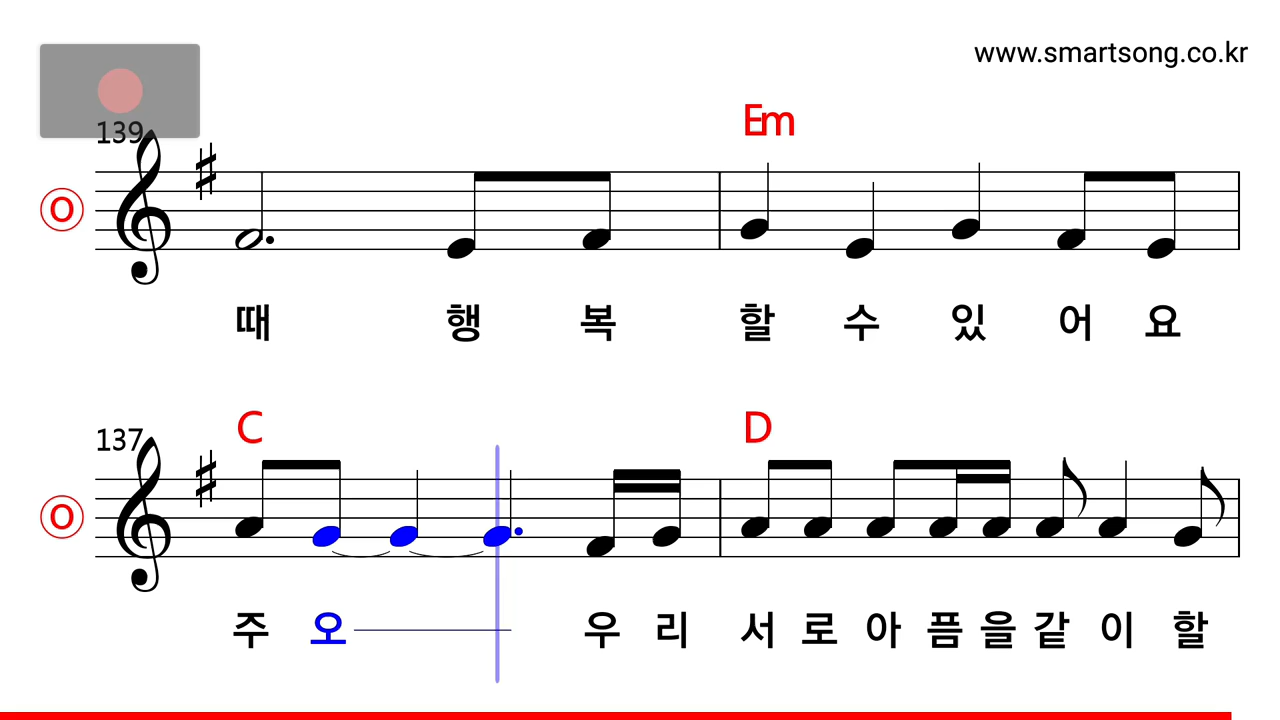 www.smartsong.co.kr
139
Em
O
때 행 복 할 수 있 어 요
137
C D
O
주 오 우 리 서 로 아 픔 을 같 이 할